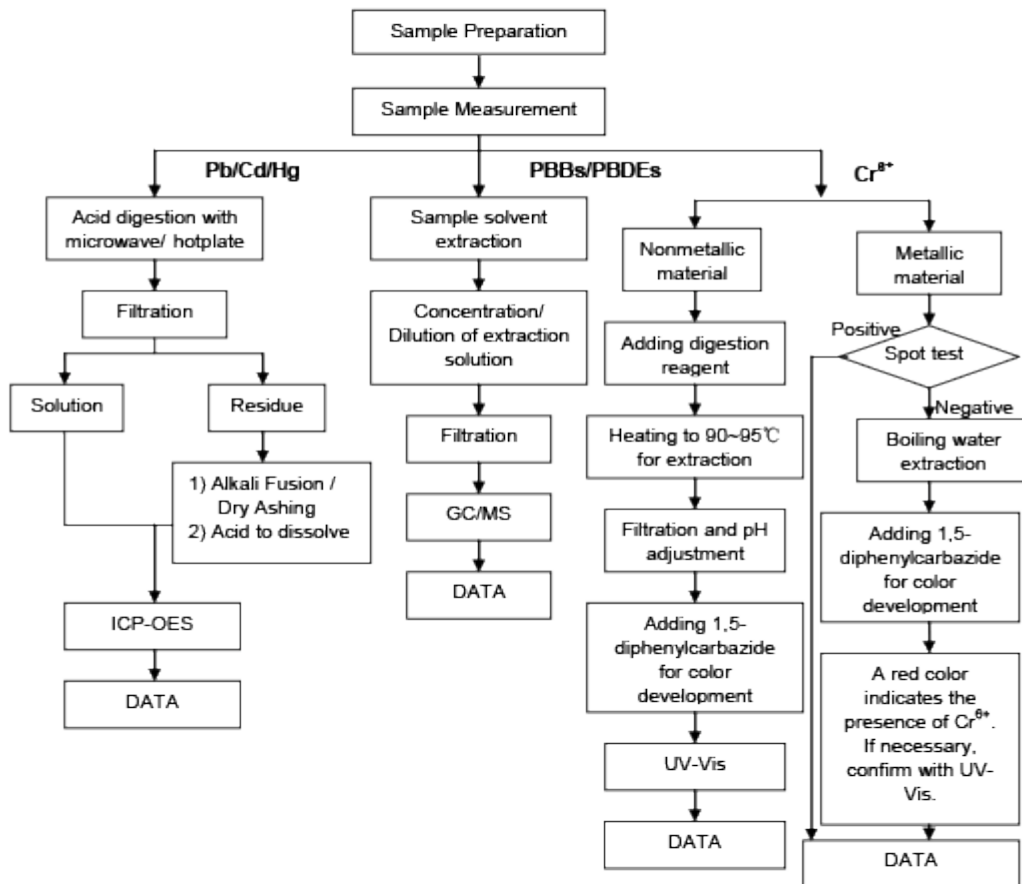 Sample Preparation
Sample Measurement
Pb/Cd/Hg
PBBs/PBDEs
Cr⁶⁺
Acid digestion with
microwave/ hotplate
Filtration
Solution
Residue
1) Alkali Fusion /
Dry Ashing
2) Acid to dissolve
ICP-OES
DATA
Sample solvent
extraction
Concentration/
Dilution of extraction
solution
Filtration
GC/MS
DATA
Nonmetallic
material
Adding digestion
reagent
Heating to 90~95℃
for extraction
Filtration and pH
adjustment
Adding 1,5-
diphenylcarbazide
for color
development
UV-Vis
DATA
Metallic
material
Positive
Spot test
Negative
Boiling water
extraction
Adding 1,5-
diphenylcarbazide
for color
development
A red color
indicates the
presence of Cr⁶⁺.
If necessary,
confirm with UV-
Vis.
DATA